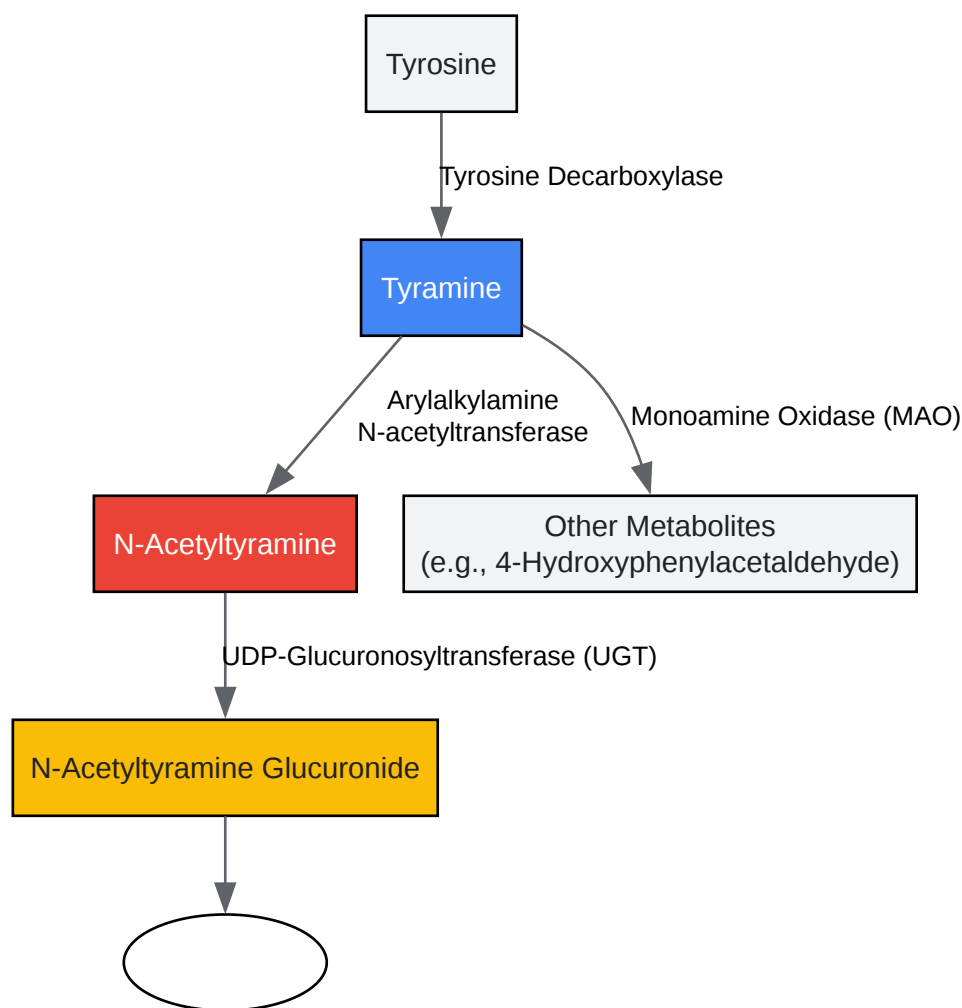 Tyrosine
Tyrosine Decarboxylase
Tyramine
Arylalkylamine
N-acetyltransferase
Monoamine Oxidase (MAO)
N-Acetyltyramine
Other Metabolites
(e.g., 4-Hydroxyphenylacetaldehyde)
UDP-Glucuronosyltransferase (UGT)
N-Acetyltyramine Glucuronide